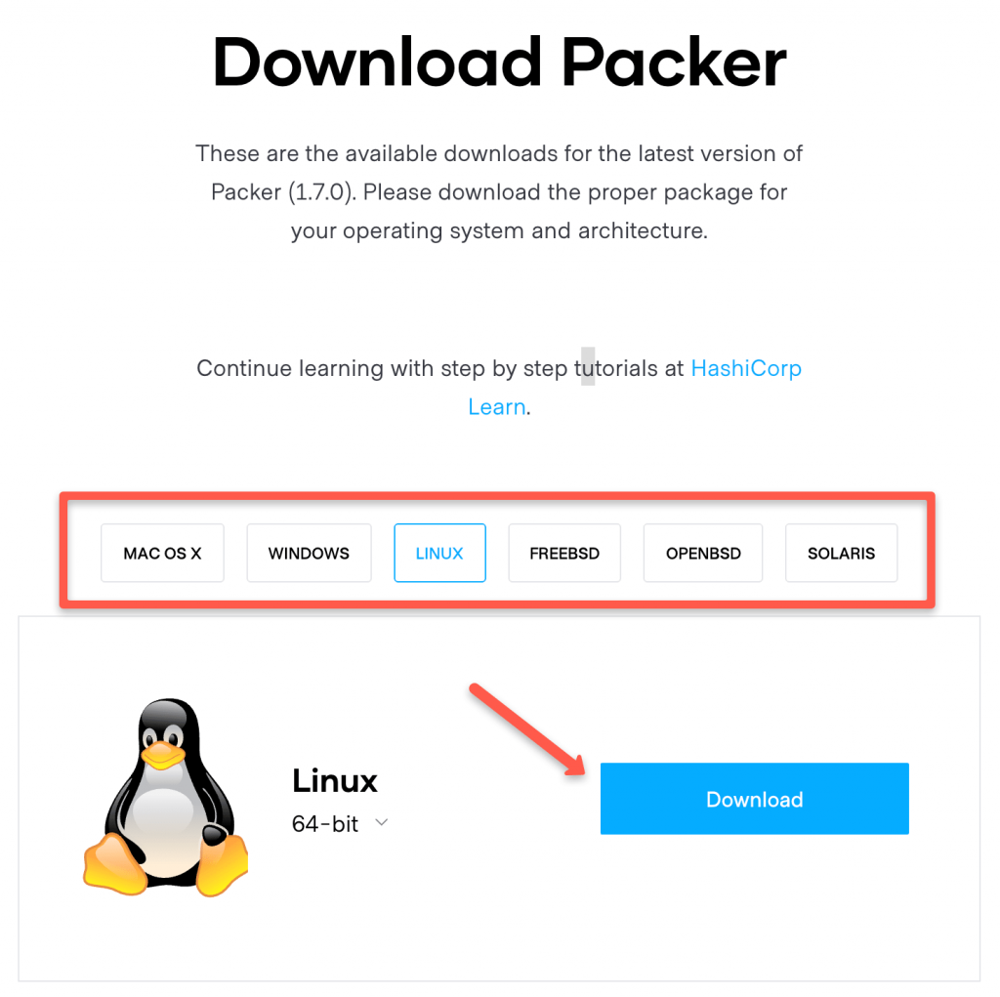 Download Packer
These are the available downloads for the latest version of
Packer (1.7.0). Please download the proper package for
your operating system and architecture.
Continue learning with step by step tutorials at HashiCorp
Learn.
MAC OS X WINDOWS LINUX FREEBSD OPENBSD SOLARIS
Linux
64-bit
Download